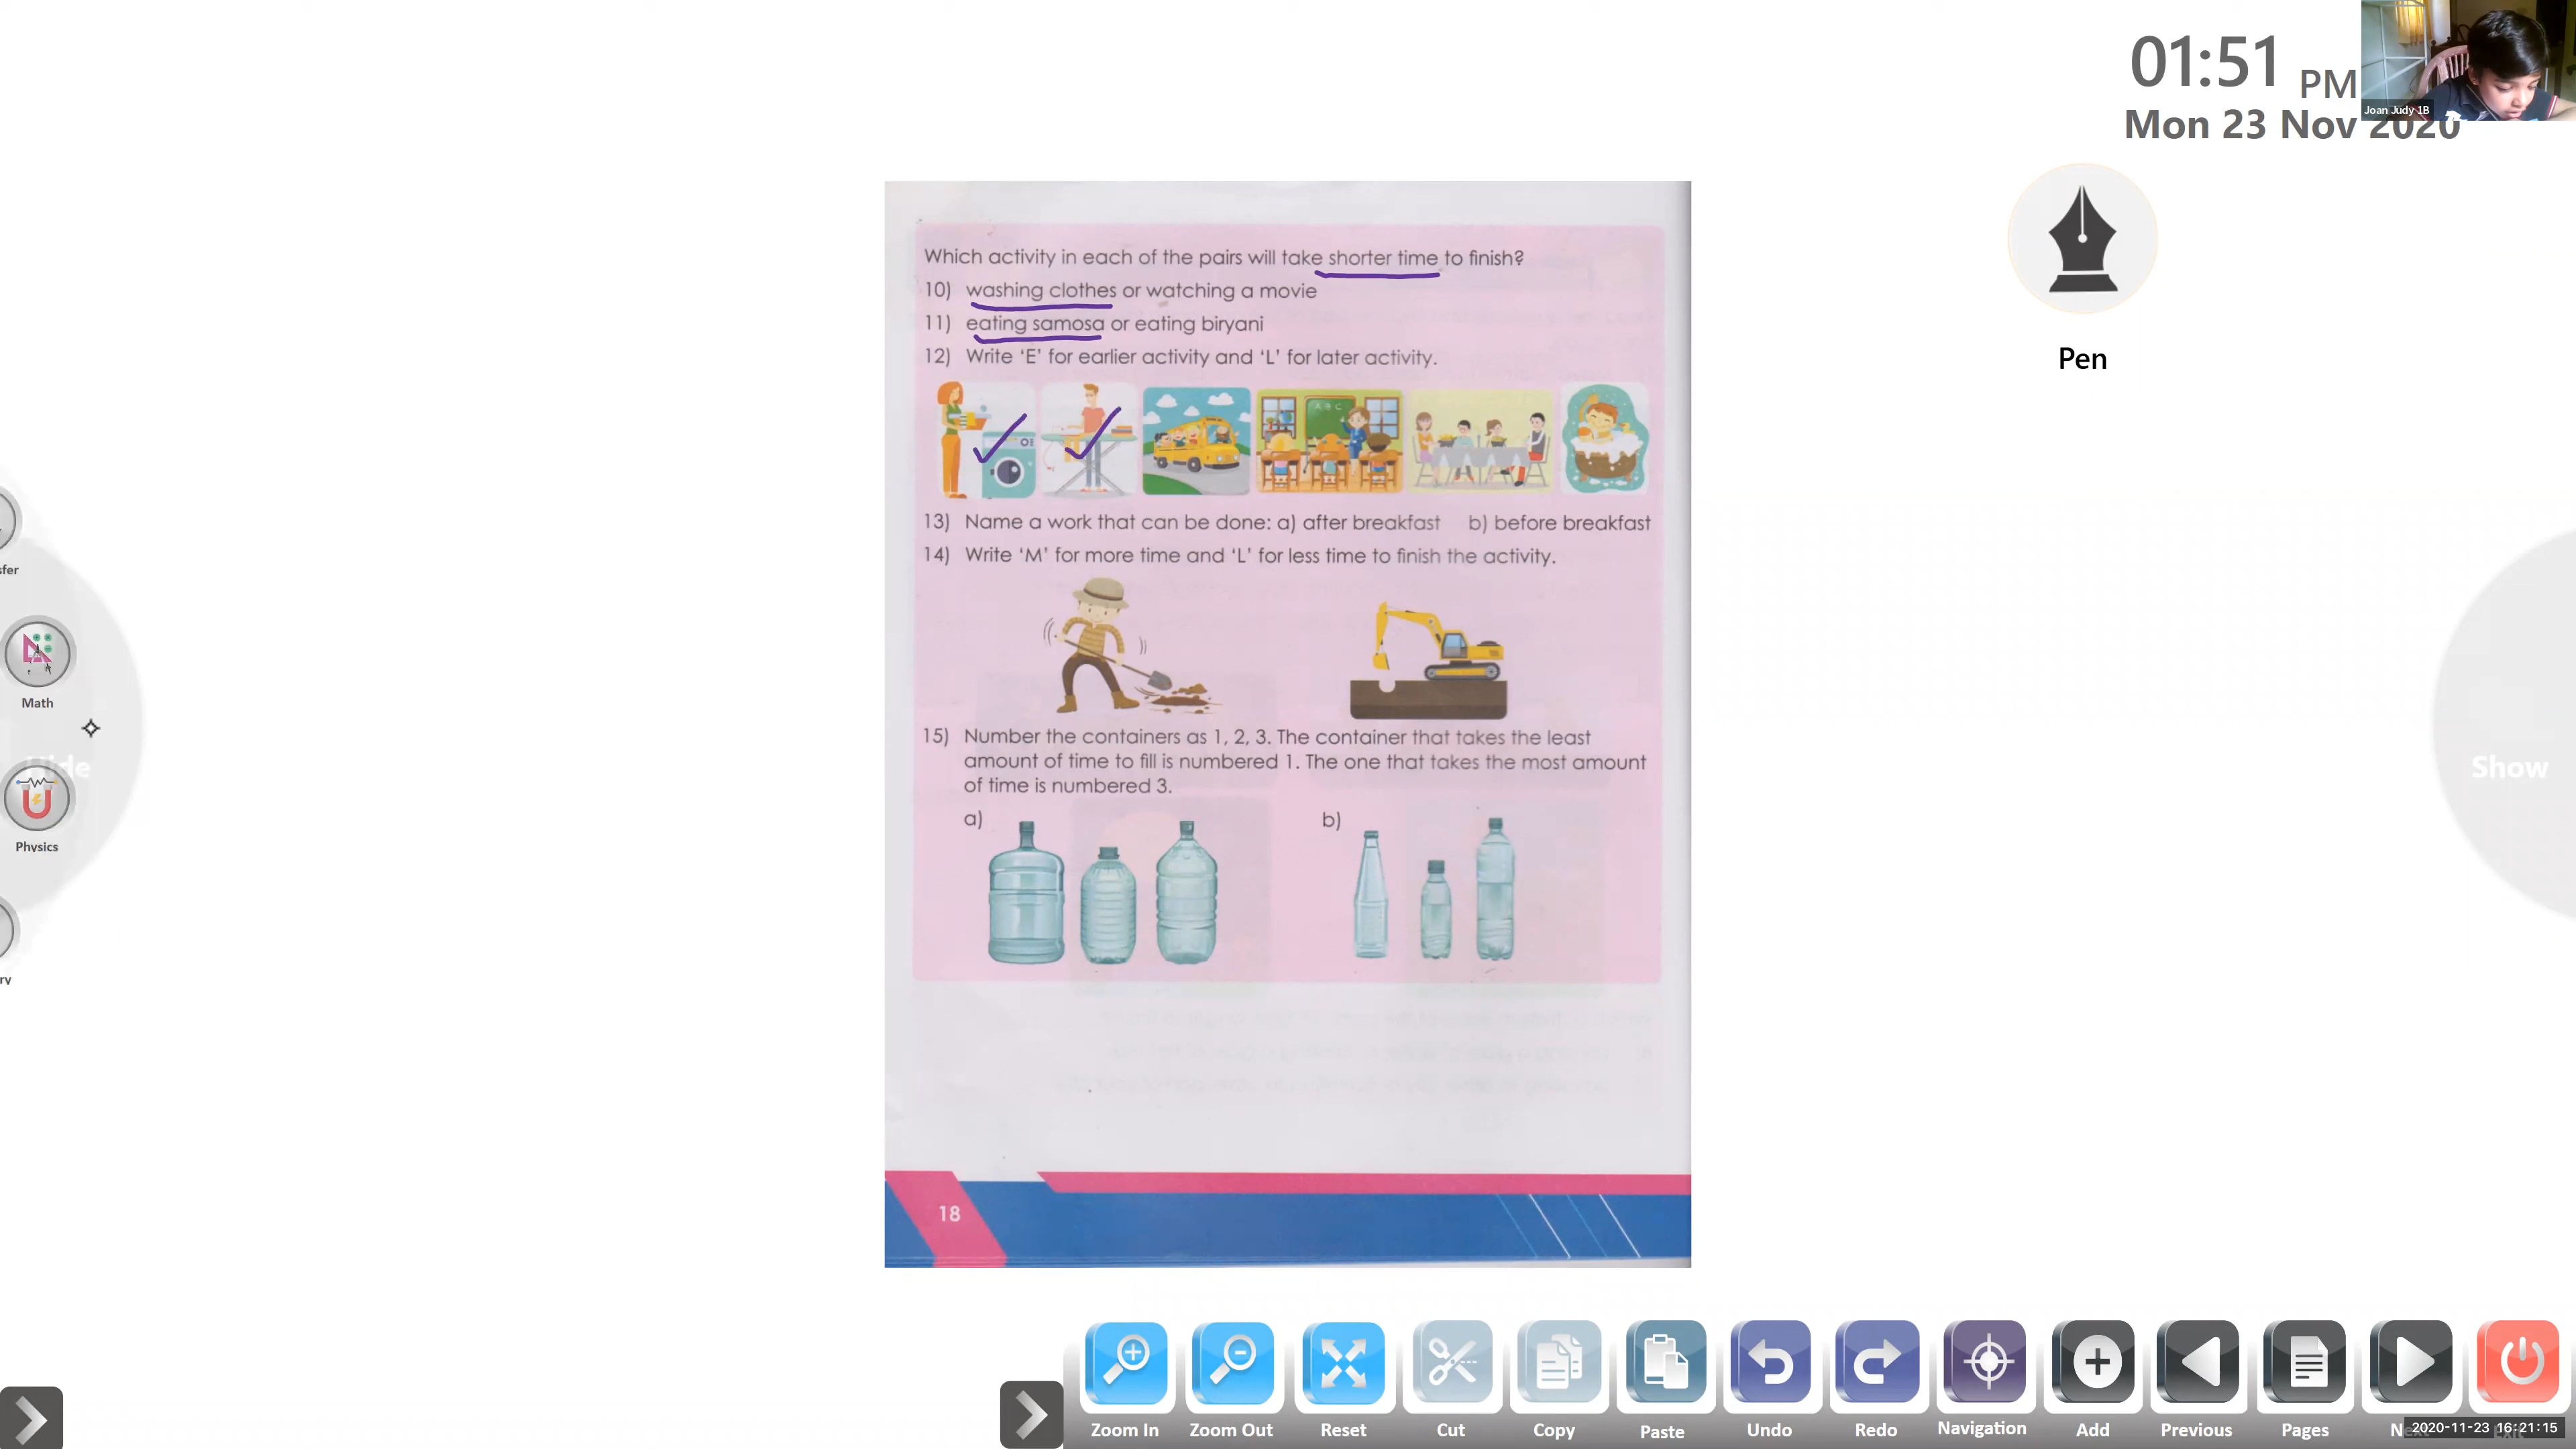 01:51 PM
Mon 23 Nov 2020
Joan Judy 1B
Pen
Which activity in each of the pairs will take shorter time to finish?
10) washing clothes or watching a movie
11) eating samosa or eating biryani
12) Write ‘E’ for earlier activity and ‘L’ for later activity.
A B C
13) Name a work that can be done: a) after breakfast b) before breakfast
14) Write ‘M’ for more time and ‘L’ for less time to finish the activity.
15) Number the containers as 1, 2, 3. The container that takes the least
amount of time to fill is numbered 1. The one that takes the most amount
of time is numbered 3.
a) b)
18
sfer
Math
Physics
Show
Zoom In Zoom Out Reset Cut Copy Paste Undo Redo Navigation Add Previous Pages
2020-11-23 16:21:15